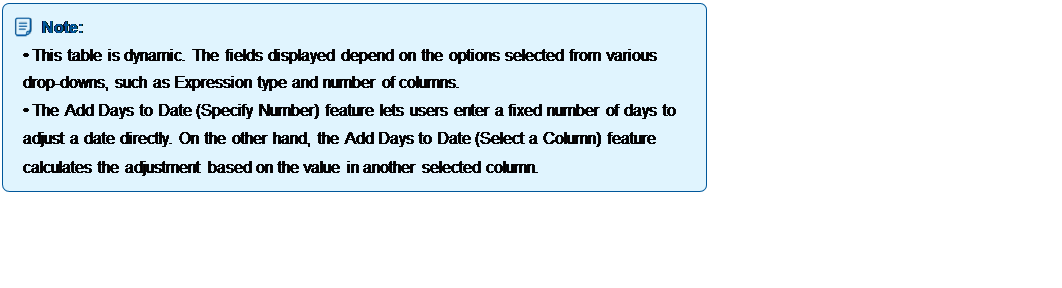 Note:
• This table is dynamic. The fields displayed depend on the options selected from various
drop-downs, such as Expression type and number of columns.
• The Add Days to Date (Specify Number) feature lets users enter a fixed number of days to
adjust a date directly. On the other hand, the Add Days to Date (Select a Column) feature
calculates the adjustment based on the value in another selected column.